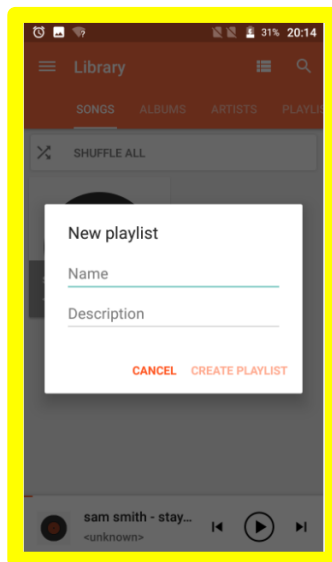 31% 20:14
Library
SONGS ALBUMS ARTISTS PLAYLIS
SHUFFLE ALL
New playlist
Name
Description
CANCEL CREATE PLAYLIST
sam smith - stay...
<unknown>